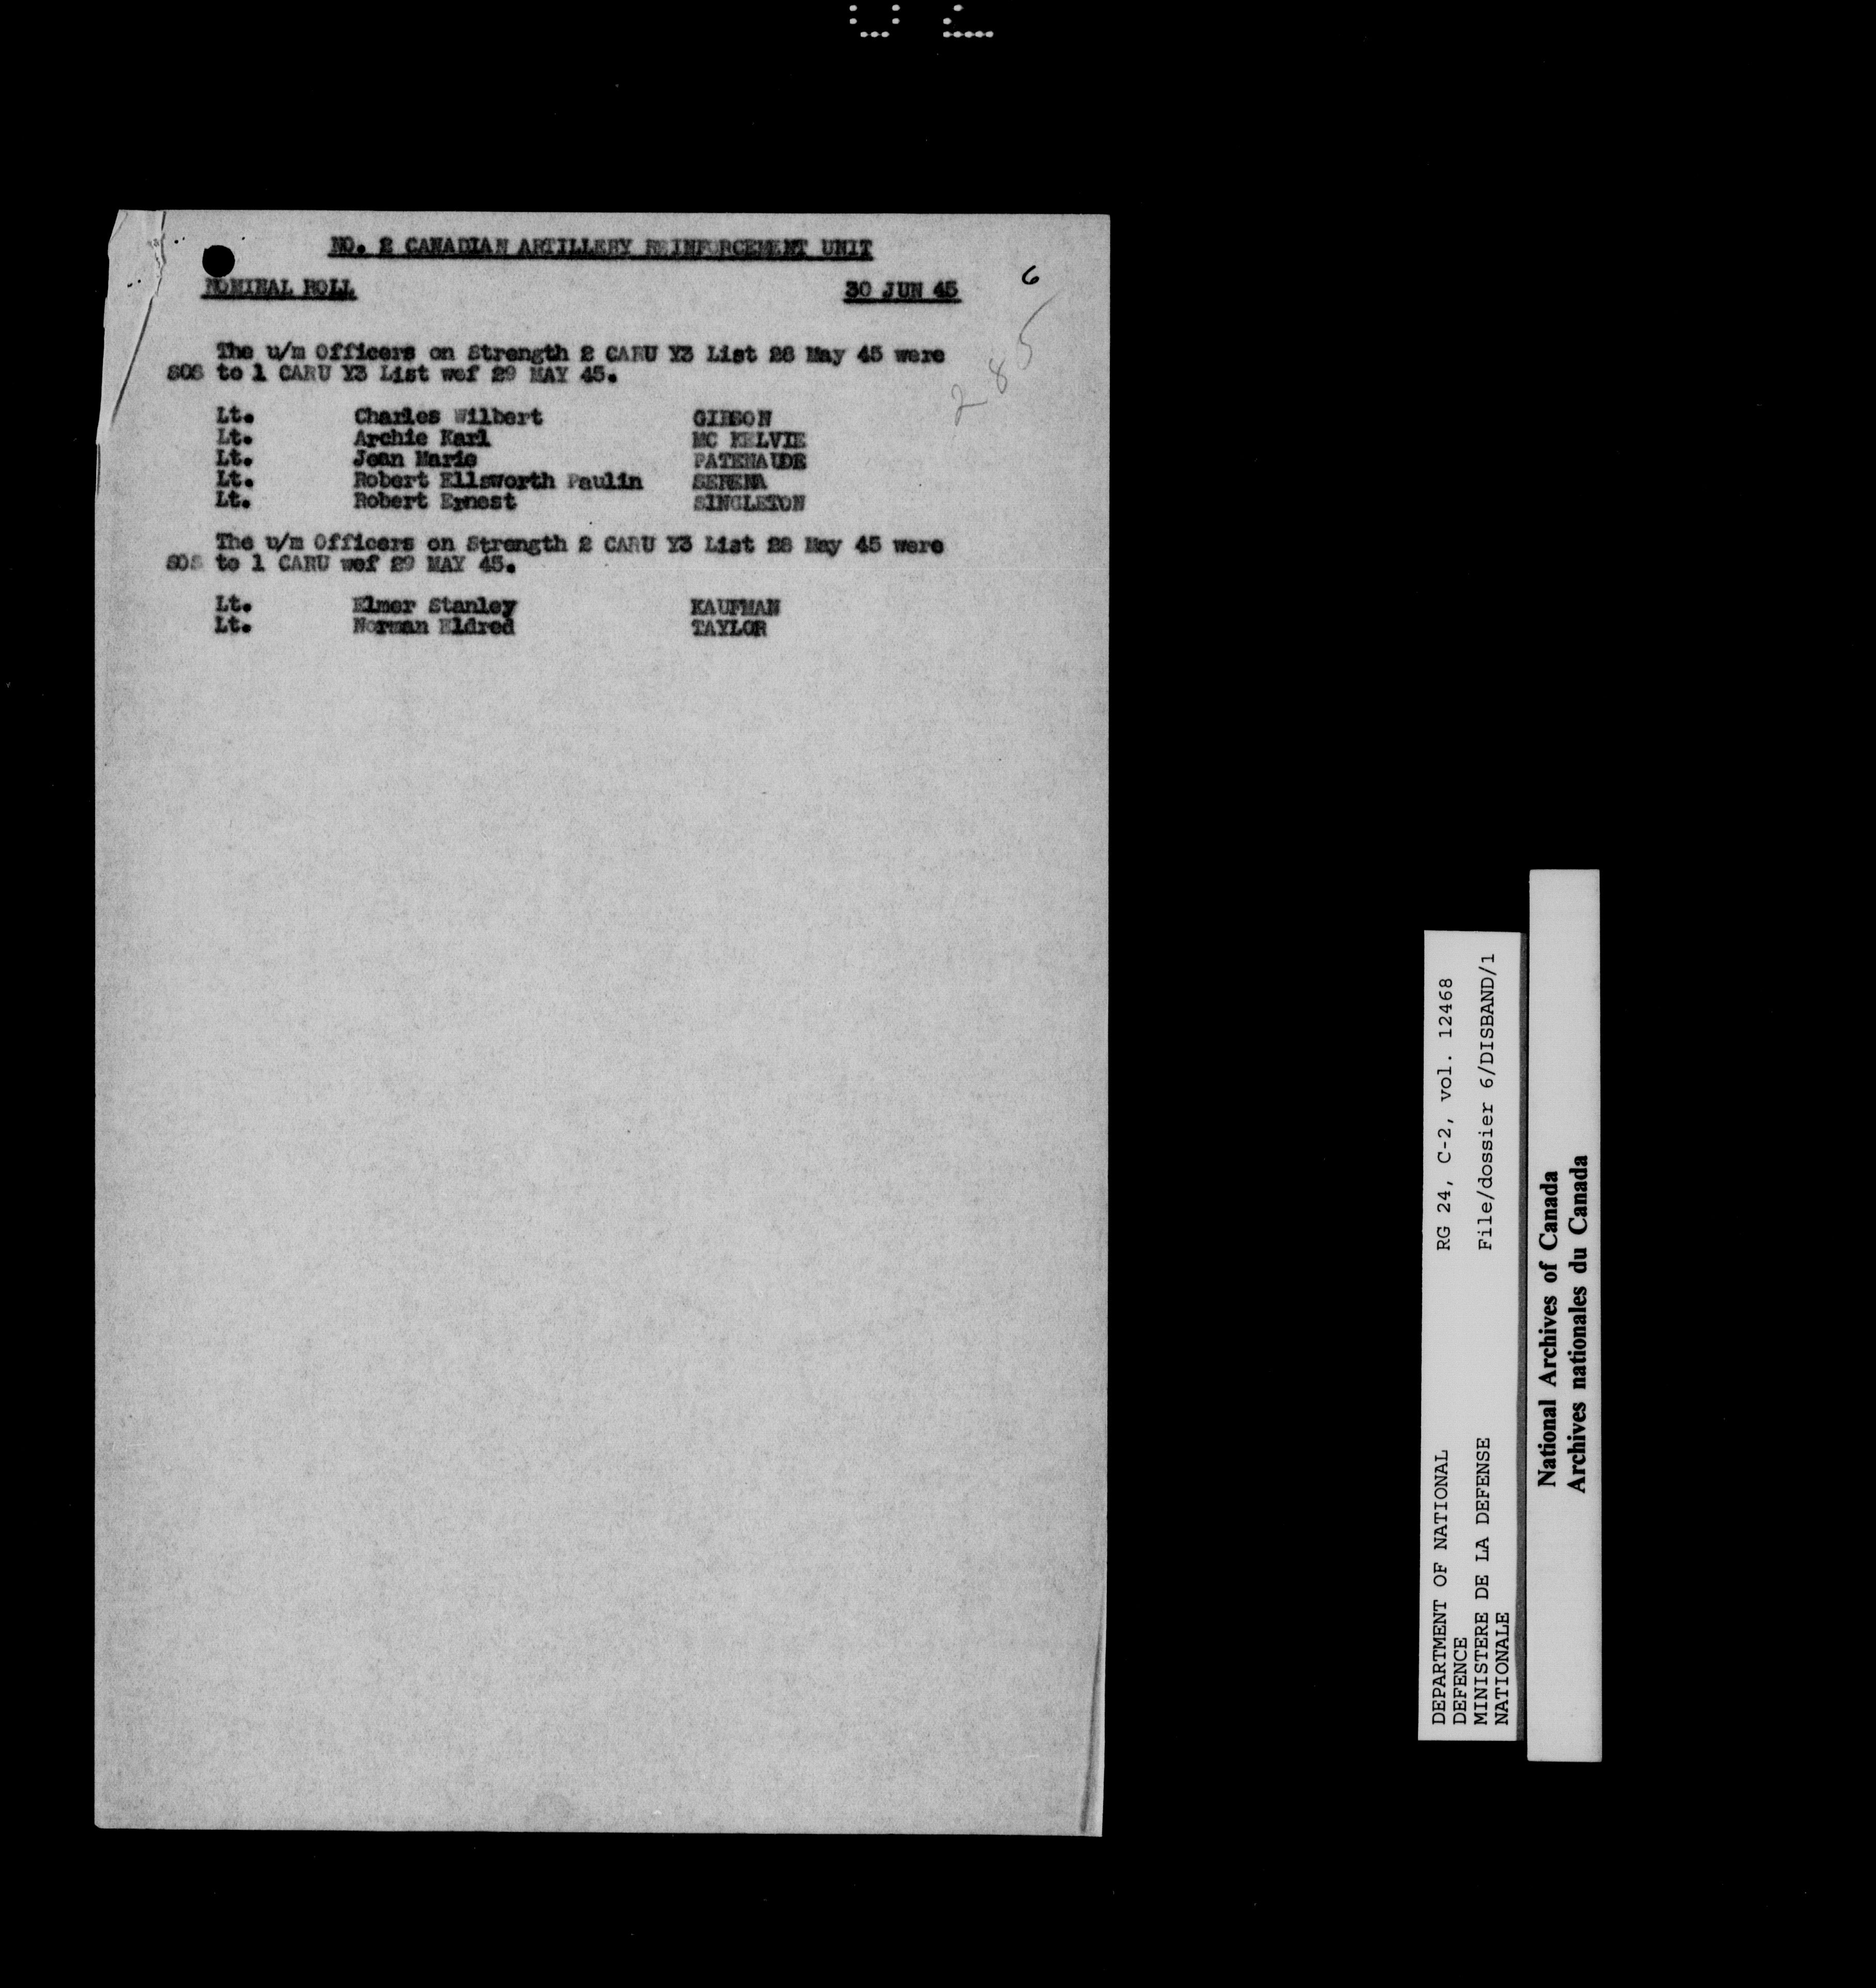 NO. 2 CANADIAN ARTILLERY REINFORCEMENT UNIT
NOMINAL ROLL 30 JUN 45
6
285
The u/m Officers on Strength 2 CARU Y3 List 28 May 45 were
SOS to 1 CARU Y3 List wef 29 MAY 45.
Lt. Charles Wilbert GIBSON
Lt. Archie Karl MC KELVIE
Lt. Jean Marie PATENAUDE
Lt. Robert Ellsworth Paulin SERENA
Lt. Robert Ernest SINGLETON
The u/m Officers on Strength 2 CARU Y3 List 28 May 45 were
SOS to 1 CARU wef 29 MAY 45.
Lt. Elmer Stanley KAUFMAN
Lt. Norman Eldred TAYLOR
DEPARTMENT OF NATIONAL RG 24, C-2, vol. 12468
DEFENCE
MINISTERE DE LA DEFENSE File/dossier 6/DISBAND/1
NATIONALE
National Archives of Canada
Archives nationales du Canada